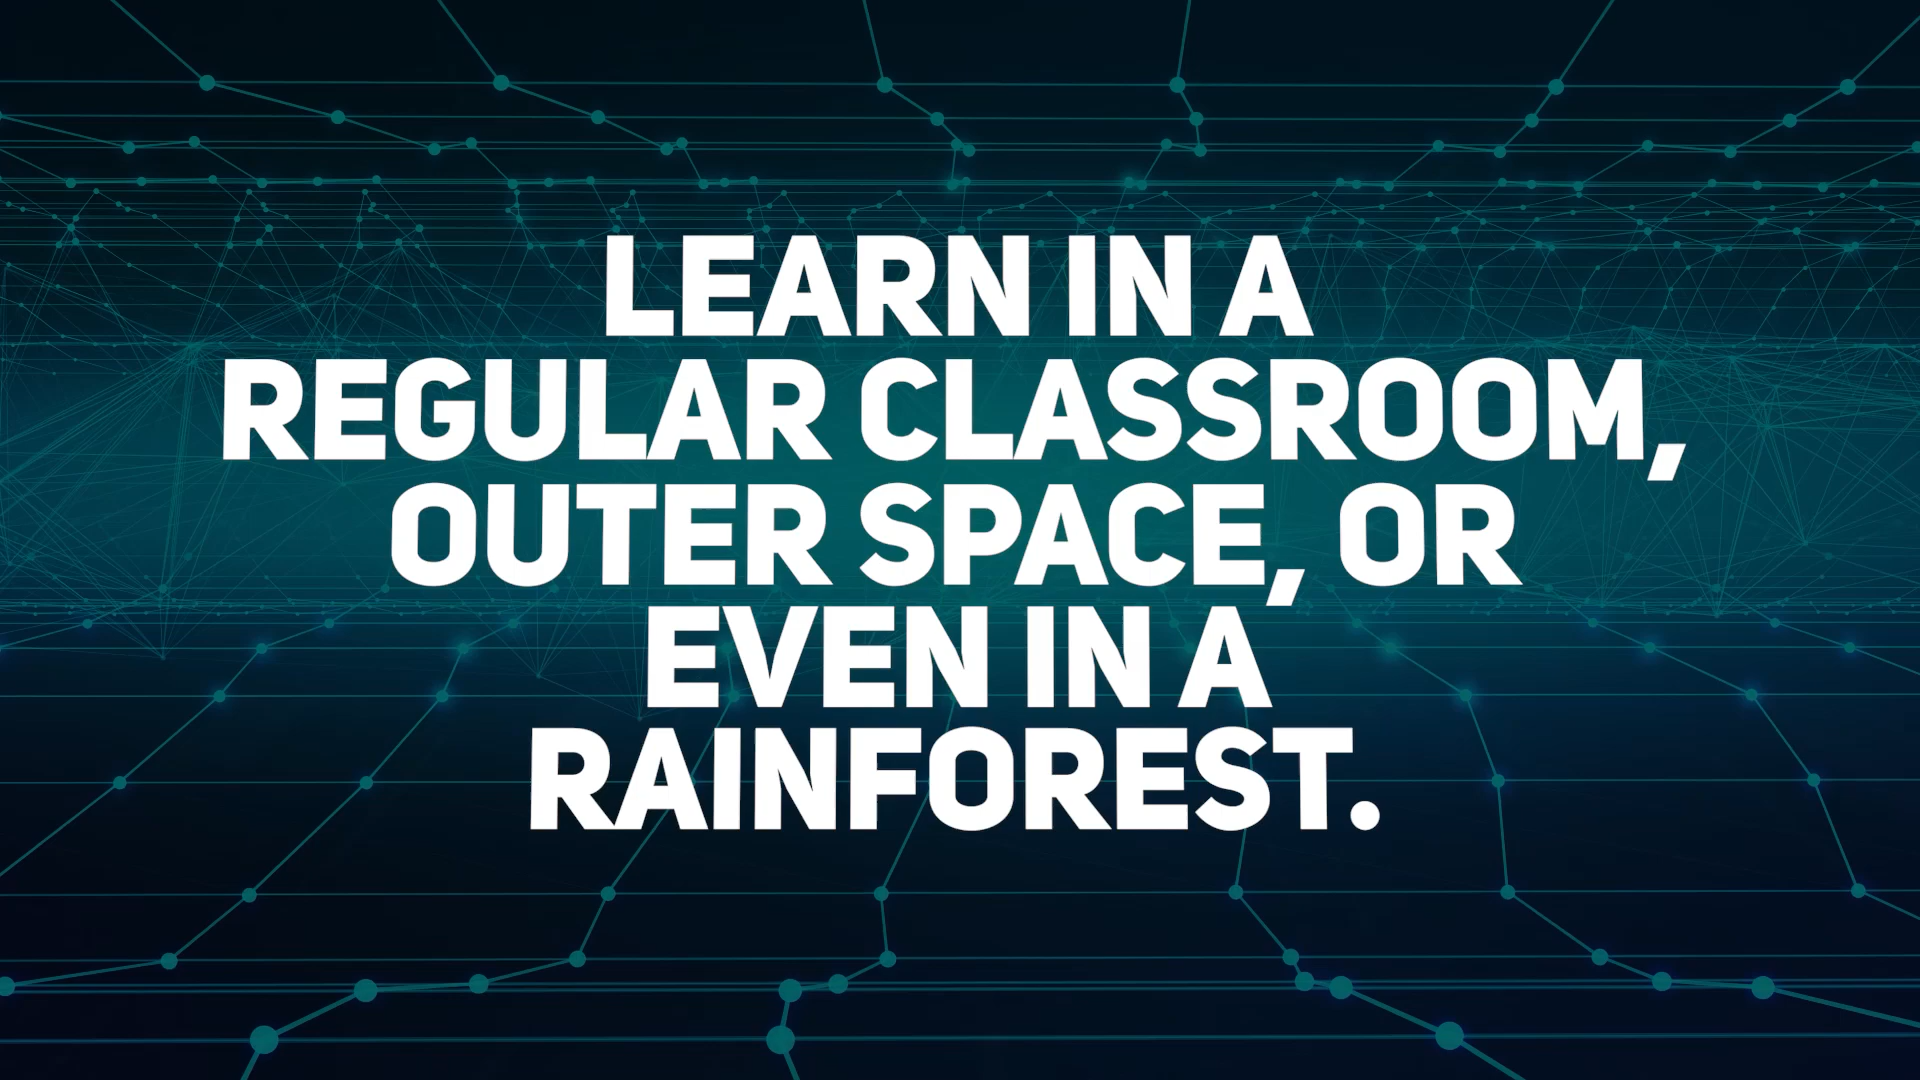 LEARN IN A
REGULAR CLASSROOM,
OUTER SPACE, OR
EVEN IN A
RAINFOREST.